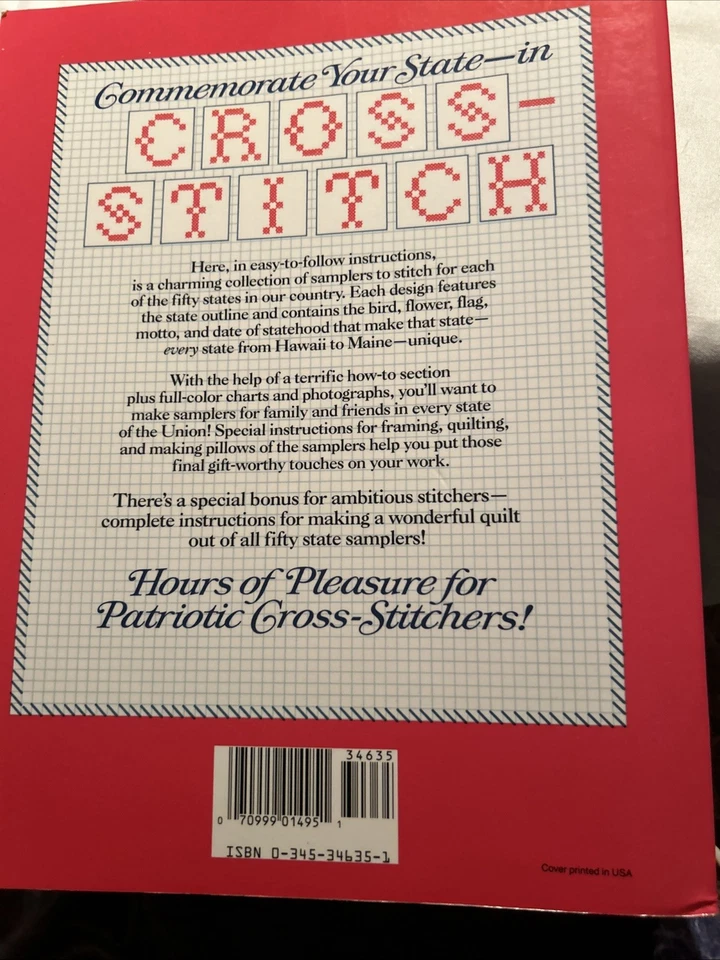 Commemorate Your State—in
CROSS-
STITCH
Here, in easy-to-follow instructions,
is a charming collection of samplers to stitch for each
of the fifty states in our country. Each design features
the state outline and contains the bird, flower, flag,
motto, and date of statehood that make that state—
every state from Hawaii to Maine—unique.
With the help of a terrific how-to section
plus full-color charts and photographs, you'll want to
make samplers for family and friends in every state
of the Union! Special instructions for framing, quilting,
and making pillows of the samplers help you put those
final gift-worthy touches on your work.
There's a special bonus for ambitious stitchers—
complete instructions for making a wonderful quilt
out of all fifty state samplers!
Hours of Pleasure for
Patriotic Cross-Stitchers!
34635
0 70999 01495 1
ISBN 0-345-34635-1
Cover printed in USA